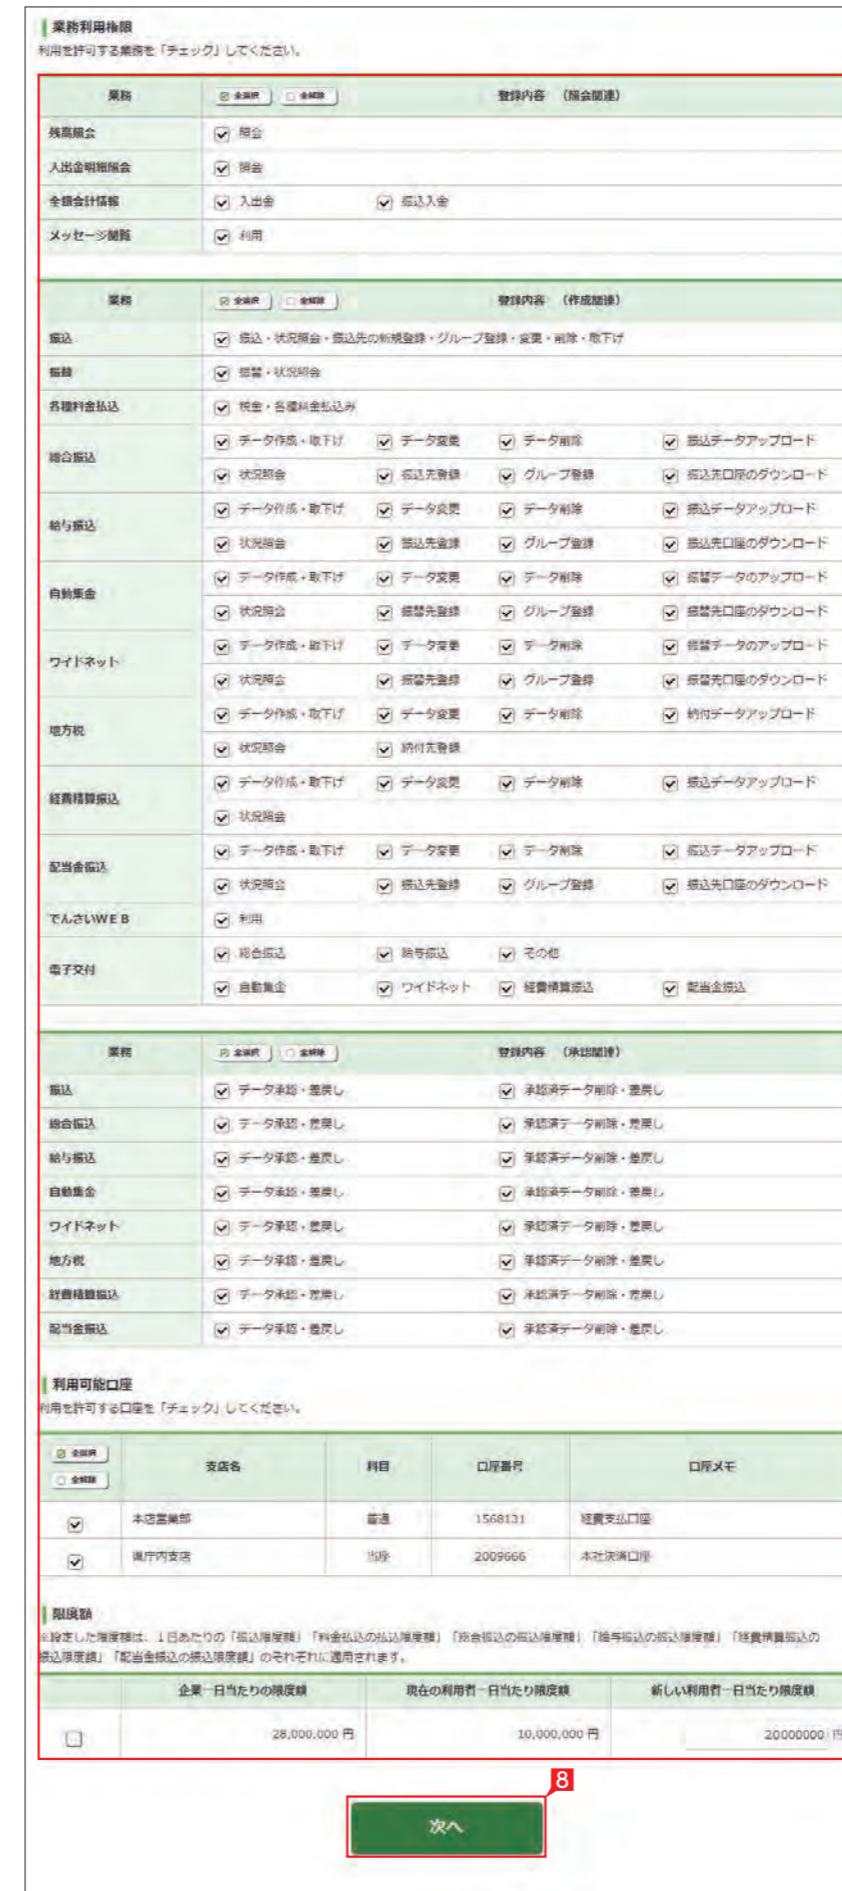 業務利用権限
利用を許可する業務を「チェック」してください。
業務 全選択 全解除 登録内容 （照会関連）
残高照会 照会
入出金明細照会 照会
全銀会計情報 入出金 振込入金
メッセージ閲覧 利用
業務 全選択 全解除 登録内容 （作成関連）
振込 振込・状況照会・振込先の新規登録・グループ登録・変更・削除・取下げ
振替 振替・状況照会
各種料金払込 税金・各種料金払込み
総合振込 データ作成・取下げ データ変更 データ削除 振込データアップロード
状況照会 振込先登録 グループ登録 振込先口座のダウンロード
給与振込 データ作成・取下げ データ変更 データ削除 振込データアップロード
状況照会 振込先登録 グループ登録 振込先口座のダウンロード
自動集金 データ作成・取下げ データ変更 データ削除 振替データのアップロード
状況照会 振替先登録 グループ登録 振替先口座のダウンロード
ワイドネット データ作成・取下げ データ変更 データ削除 振替データのアップロード
状況照会 振替先登録 グループ登録 振替先口座のダウンロード
地方税 データ作成・取下げ データ変更 データ削除 納付データアップロード
状況照会 納付先登録
経費精算振込 データ作成・取下げ データ変更 データ削除 振込データアップロード
状況照会
配当金振込 データ作成・取下げ データ変更 データ削除 振込データアップロード
状況照会 振込先登録 グループ登録 振込先口座のダウンロード
でんさいWEB 利用
電子交付 総合振込 給与振込 その他
自動集金 ワイドネット 経費精算振込 配当金振込
業務 全選択 全解除 登録内容 （承認関連）
振込 データ承認・差戻し 承認済データ削除・差戻し
総合振込 データ承認・差戻し 承認済データ削除・差戻し
給与振込 データ承認・差戻し 承認済データ削除・差戻し
自動集金 データ承認・差戻し 承認済データ削除・差戻し
ワイドネット データ承認・差戻し 承認済データ削除・差戻し
地方税 データ承認・差戻し 承認済データ削除・差戻し
経費精算振込 データ承認・差戻し 承認済データ削除・差戻し
配当金振込 データ承認・差戻し 承認済データ削除・差戻し
利用可能口座
利用を許可する口座を「チェック」してください。
全選択 全解除 支店名 科目 口座番号 口座メモ
本店営業部 普通 1568131 経費支払口座
県庁内支店 当座 2009666 本社決済口座
限度額
※設定した限度額は、1日あたりの「振込限度額」「料金払込の払込限度額」「総合振込の振込限度額」「給与振込の振込限度額」「経費精算振込の
振込限度額」「配当金振込の振込限度額」のそれぞれに適用されます。
企業一日当たりの限度額 現在の利用者一日当たり限度額 新しい利用者一日当たり限度額
28,000,000 円 10,000,000 円 20000000 円
8
次へ